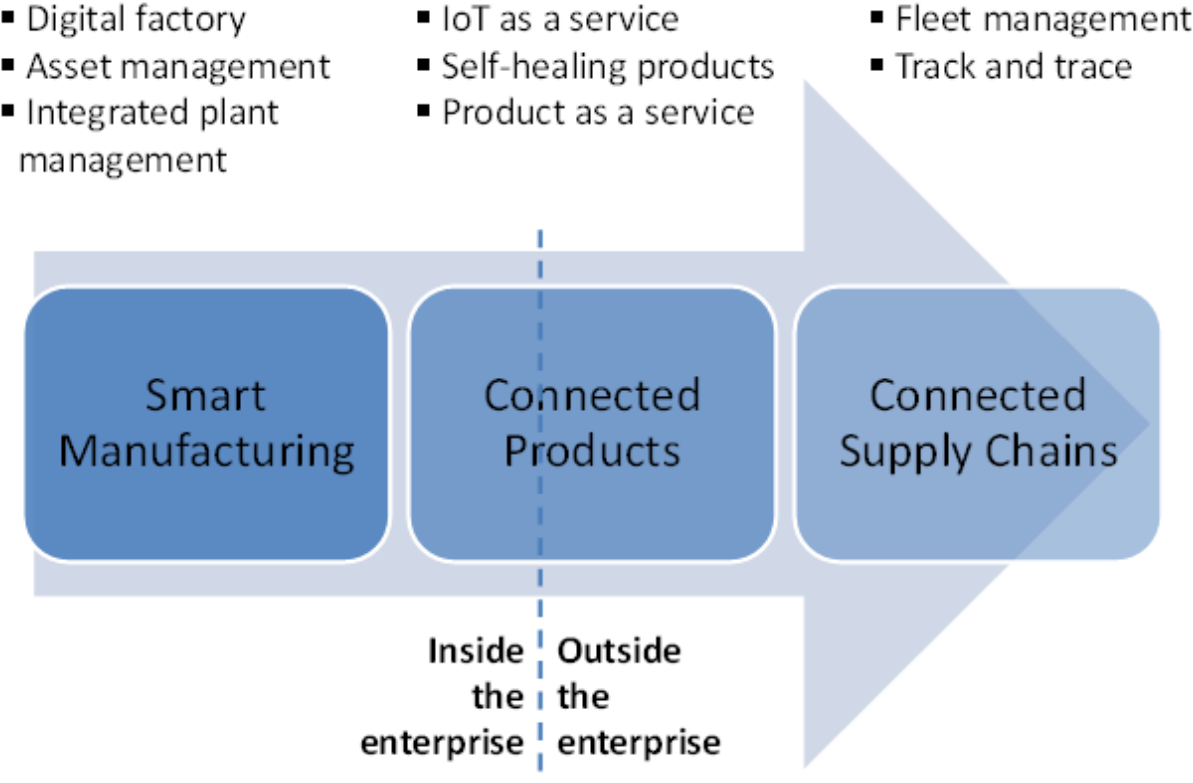 ▪ Digital factory
▪ Asset management
▪ Integrated plant
management
▪ IoT as a service
▪ Self-healing products
▪ Product as a service
▪ Fleet management
▪ Track and trace
Smart
Manufacturing
Connected
Products
Connected
Supply Chains
Inside
the
enterprise
Outside
the
enterprise